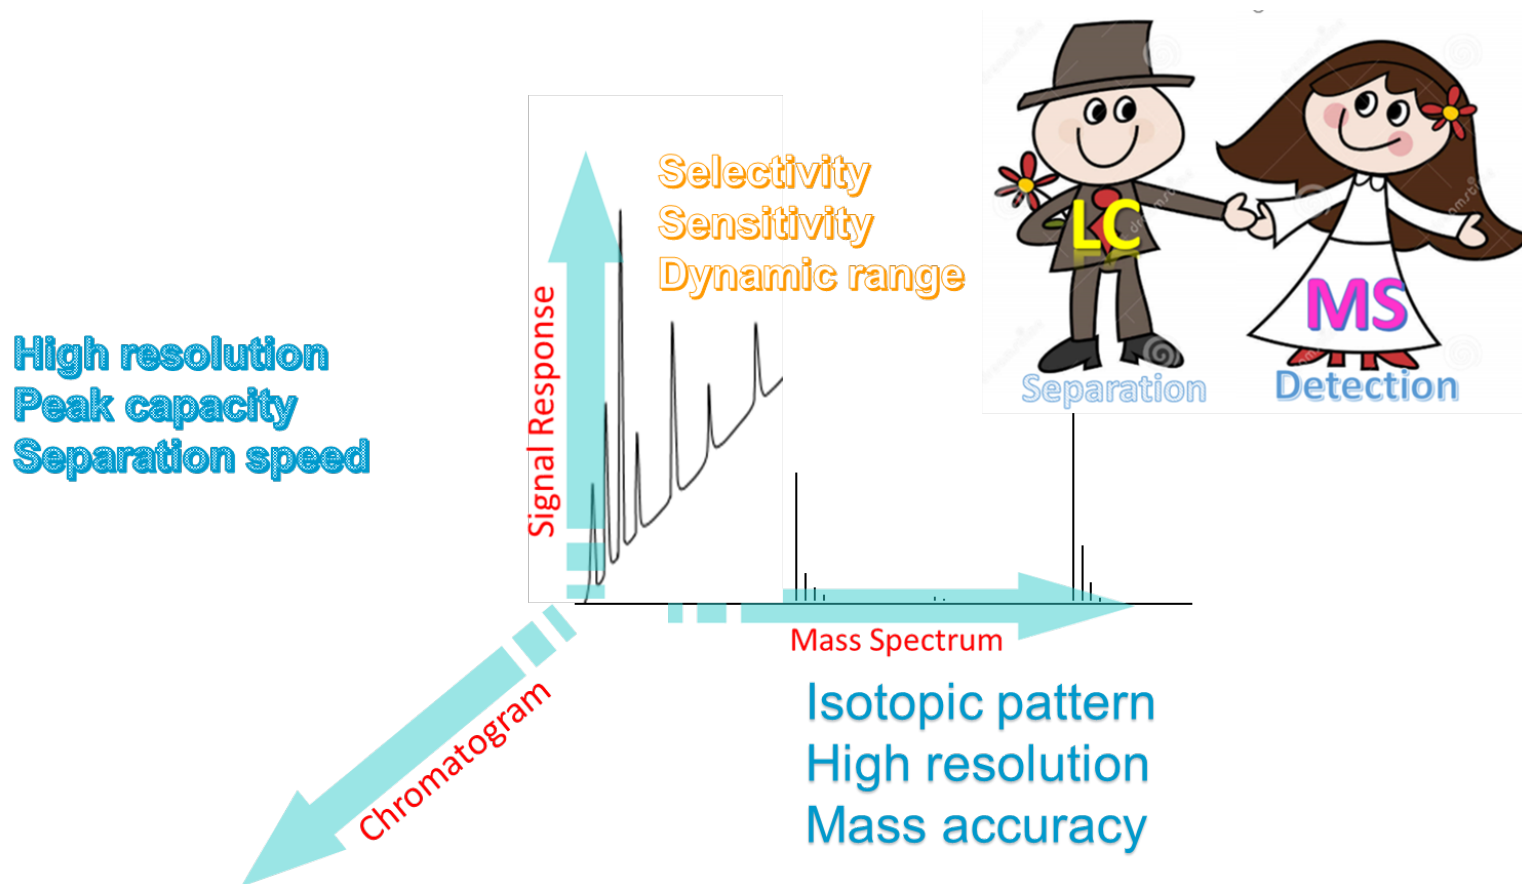 Selectivity
Sensitivity
Dynamic range
LC
MS
Separation
Detection
High resolution
Peak capacity
Separation speed
Signal Response
Mass Spectrum
Chromatogram
Isotopic pattern
High resolution
Mass accuracy